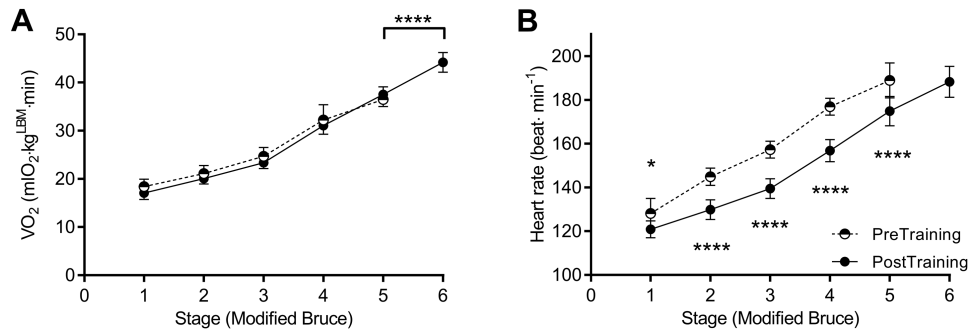 A
VO₂ (mlO₂·kg^LBM·min)
50
40
30
20
10
0
****
0 1 2 3 4 5 6
Stage (Modified Bruce)
B
Heart rate (beat· min⁻¹)
200
180
160
140
120
100
*
****
****
****
****
PreTraining
PostTraining
0 1 2 3 4 5 6
Stage (Modified Bruce)